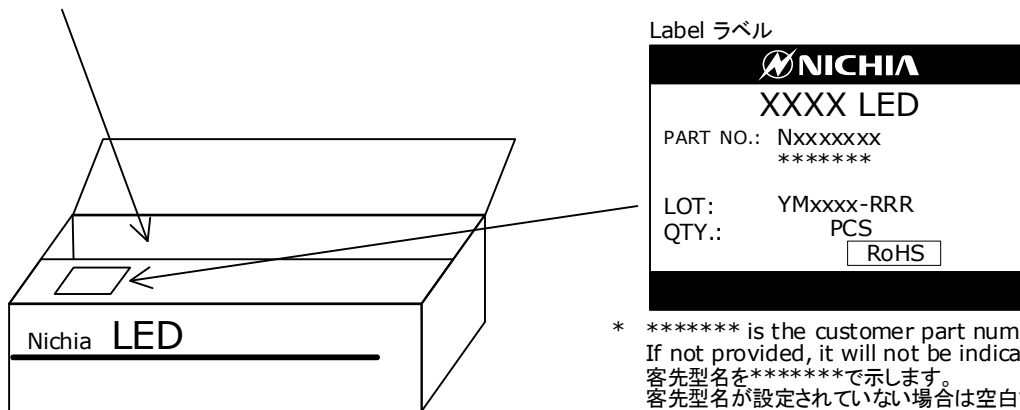 Label ラベル
NICHIA
XXXX LED
PART NO.: Nxxxxxxx
*******
LOT: YMxxxx-RRR
QTY.: PCS
RoHS
Nichia LED
* ******* is the customer part num
If not provided, it will not be indica
客先型名を*******で示します。
客先型名が設定されていない場合は空白